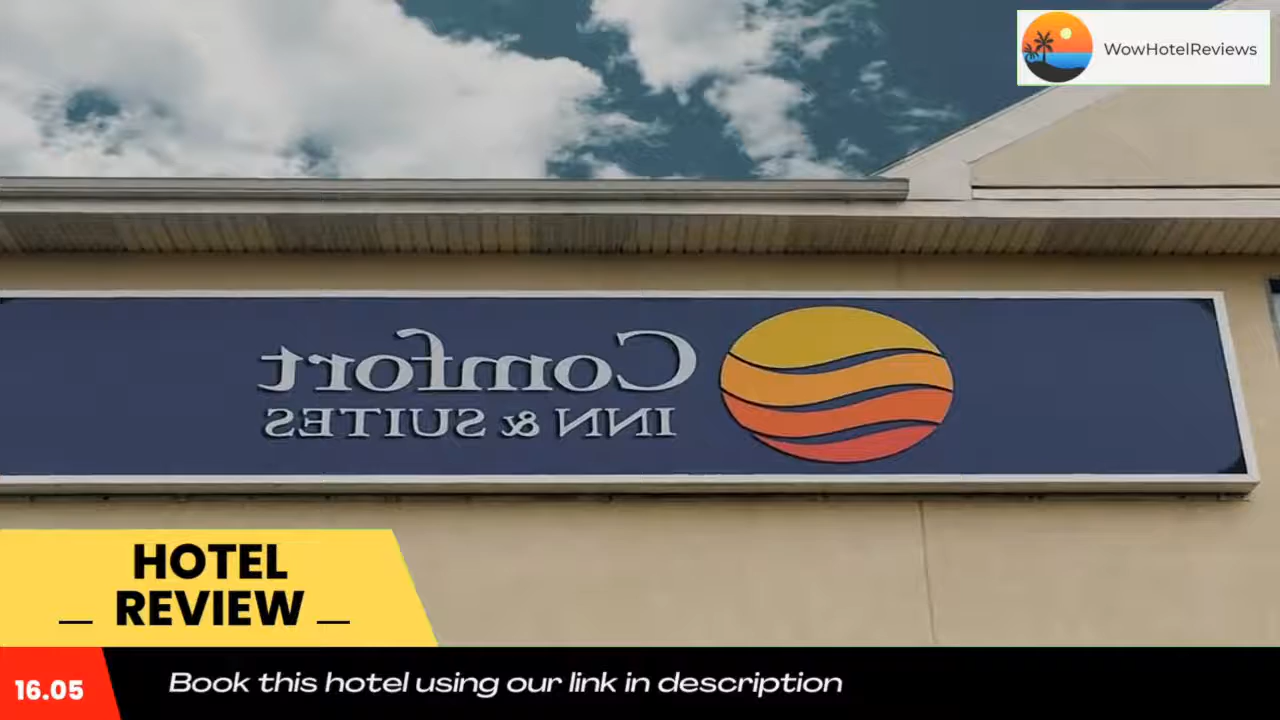 WowHotelReviews
Comfort
INN & SUITES
HOTEL
REVIEW
16.05
Book this hotel using our link in description